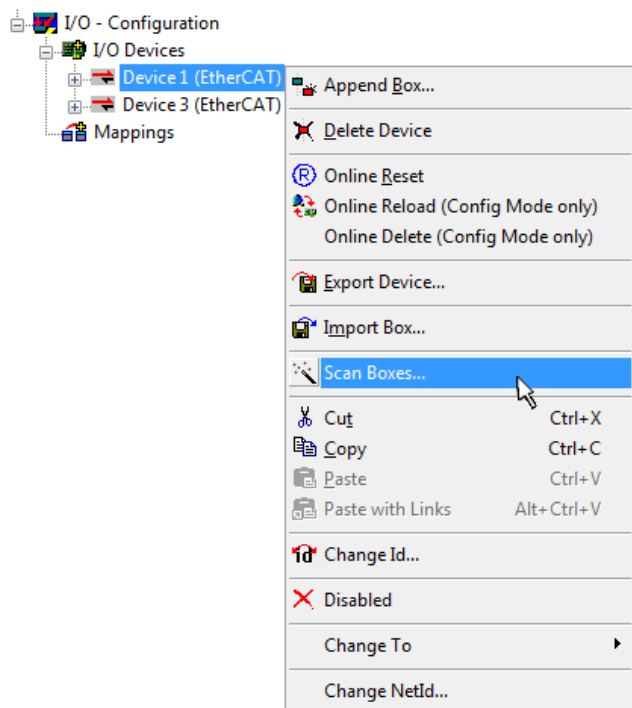 I/O - Configuration
I/O Devices
Device 1 (EtherCAT)
Device 3 (EtherCAT)
Mappings
Append Box...
Delete Device
Online Reset
Online Reload (Config Mode only)
Online Delete (Config Mode only)
Export Device...
Import Box...
Scan Boxes...
Cut Ctrl+X
Copy Ctrl+C
Paste Ctrl+V
Paste with Links Alt+Ctrl+V
Change Id...
Disabled
Change To
Change NetId...